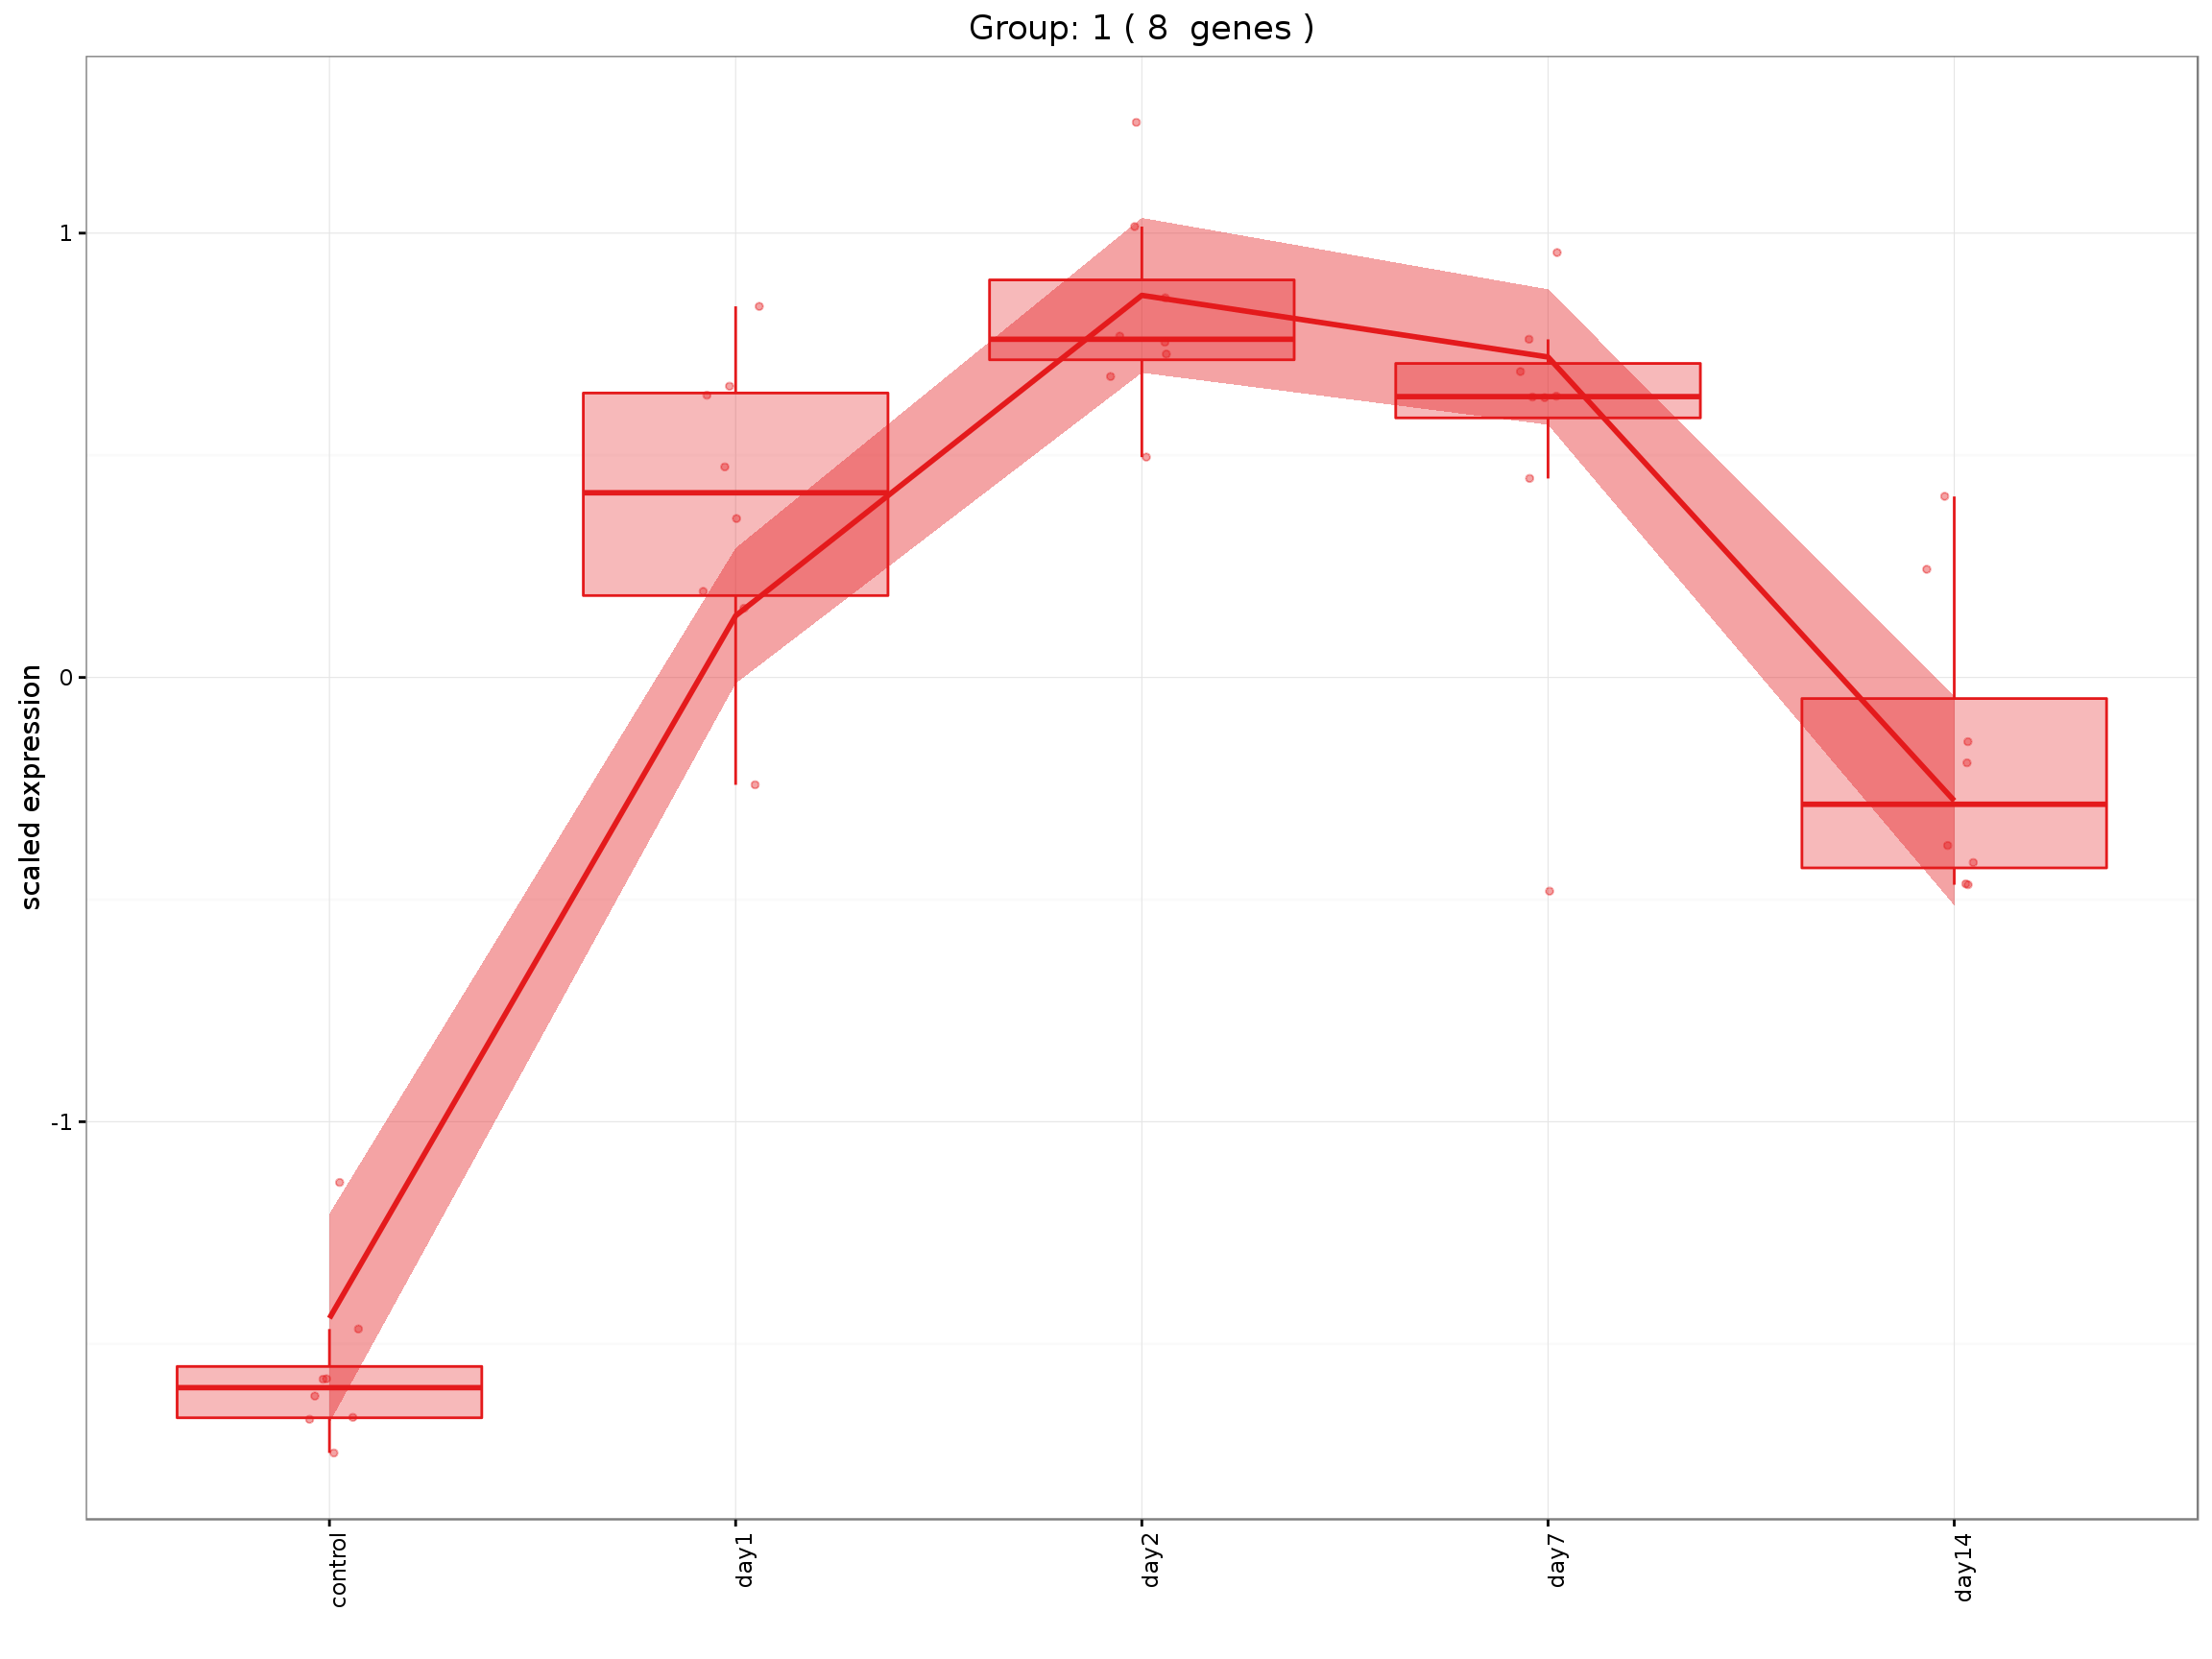 Group: 1 ( 8  genes )
scaled expression
1
0
-1
control
day1
day2
day7
day14